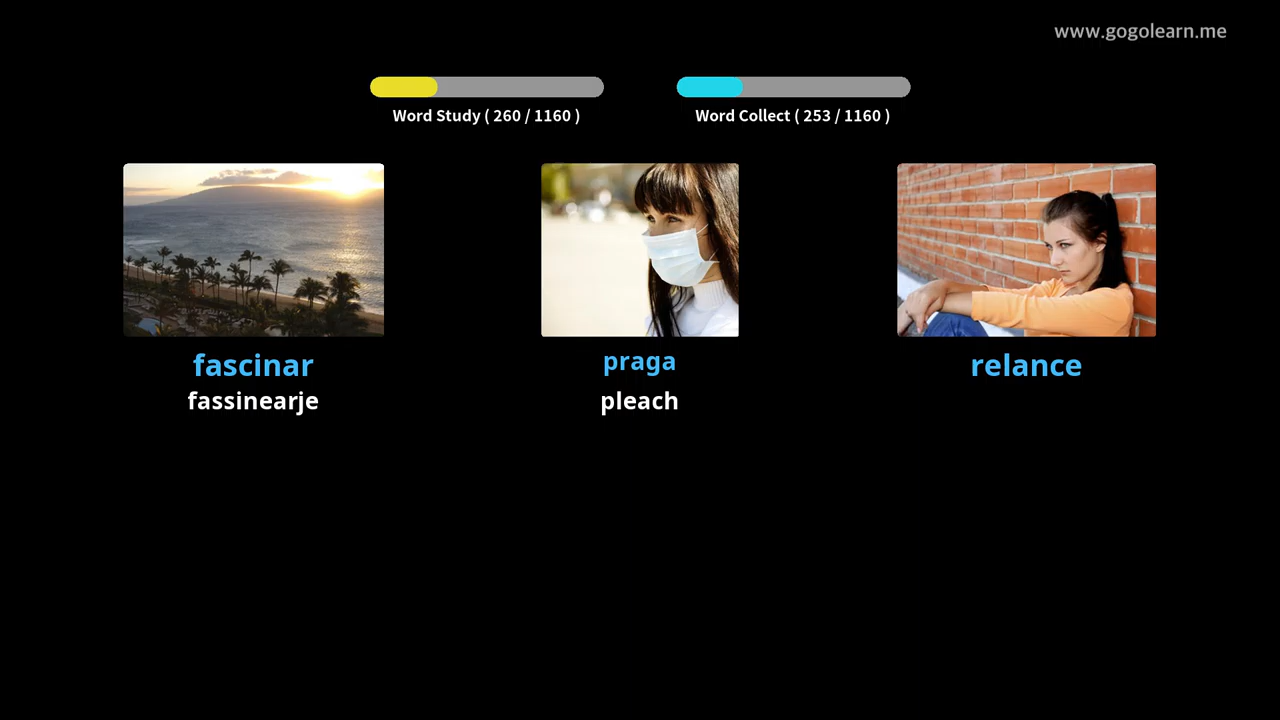 www.gogolearn.me
Word Study ( 260 / 1160 )
Word Collect ( 253 / 1160 )
fascinar
praga
relance
fassinearje
pleach